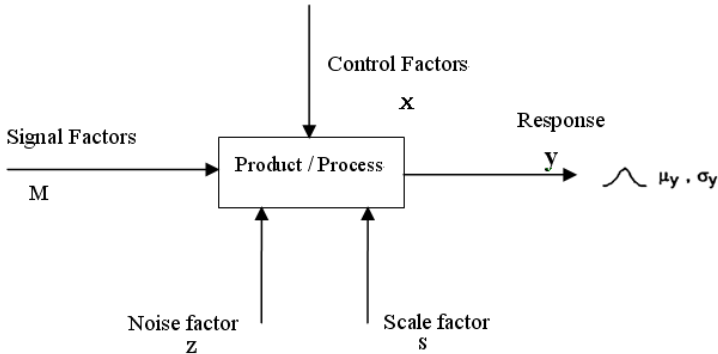 Control Factors
x
Signal Factors
M
Product / Process
Response
y
μy , σy
Noise factor
z
Scale factor
s